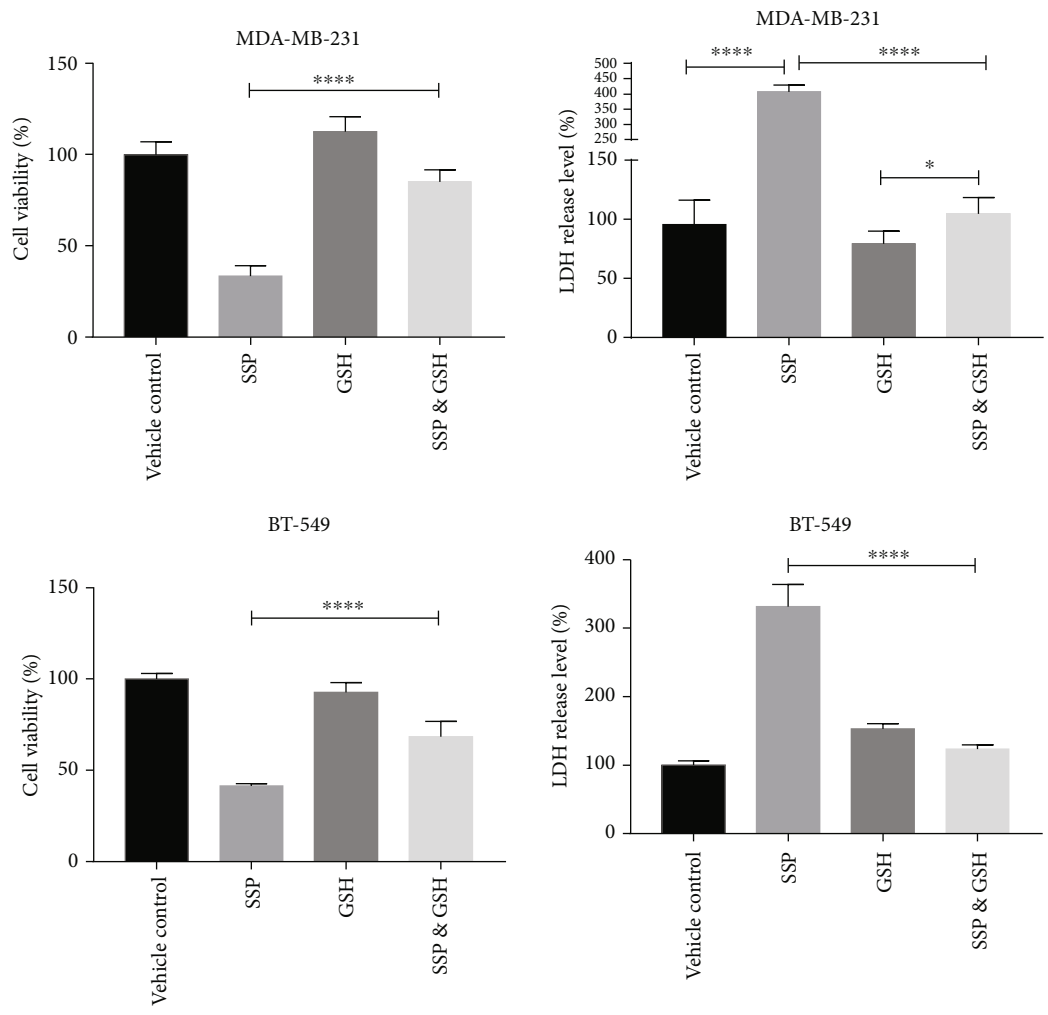 MDA-MB-231
Cell viability (%)
150
100
50
0
****
Vehicle control
SSP
GSH
SSP & GSH
MDA-MB-231
LDH release level (%)
500
450
400
350
300
250
150
100
50
0
****
****
*
Vehicle control
SSP
GSH
SSP & GSH
BT-549
Cell viability (%)
150
100
50
0
****
Vehicle control
SSP
GSH
SSP & GSH
BT-549
LDH release level (%)
400
300
200
100
0
****
Vehicle control
SSP
GSH
SSP & GSH